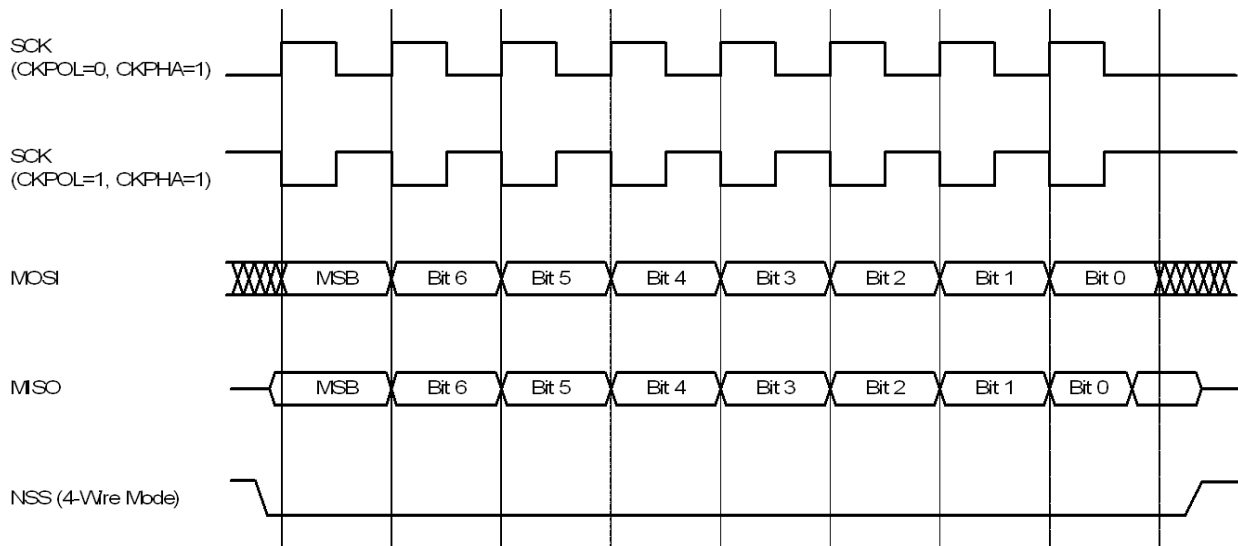 SCK
(CKPOL=0, CKPHA=1)
SCK
(CKPOL=1, CKPHA=1)
MOSI MSB Bit 6 Bit 5 Bit 4 Bit 3 Bit 2 Bit 1 Bit 0
MISO MSB Bit 6 Bit 5 Bit 4 Bit 3 Bit 2 Bit 1 Bit 0
NSS (4-Wire Mode)